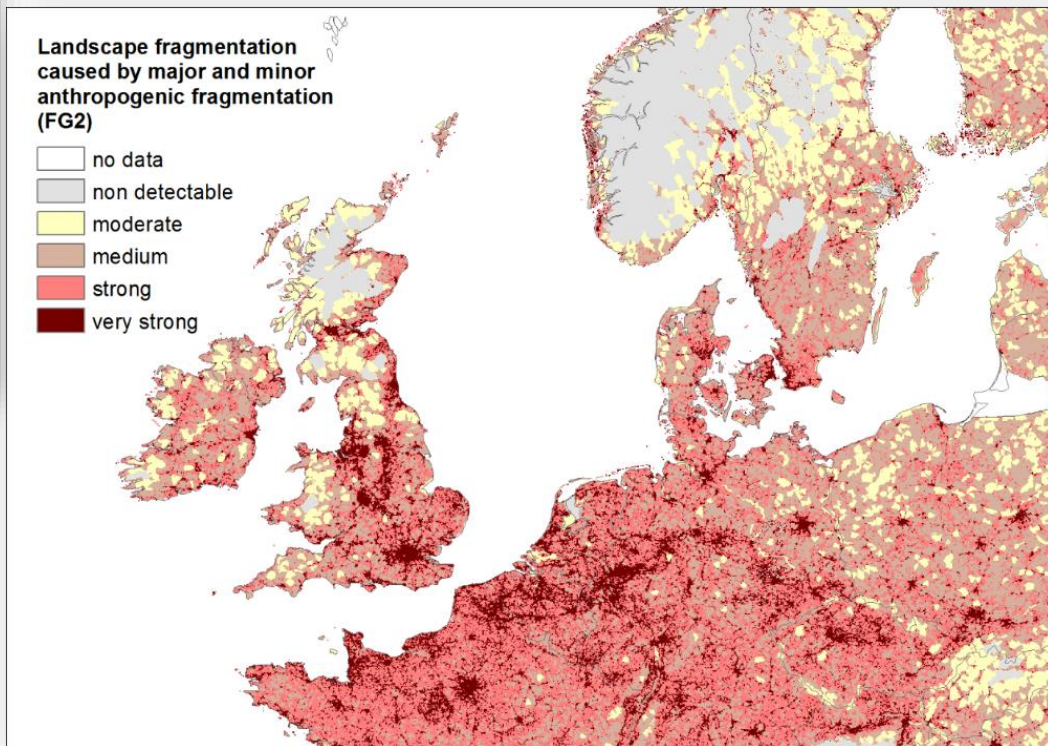 Landscape fragmentation
caused by major and minor
anthropogenic fragmentation
(FG2)
no data
non detectable
moderate
medium
strong
very strong